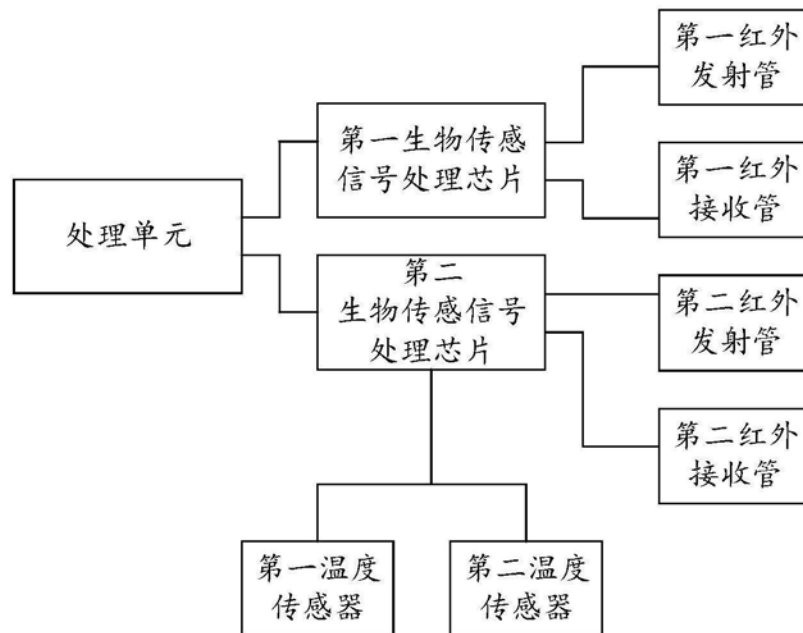 第一红外
发射管
第一生物传感
信号处理芯片
第一红外
接收管
处理单元
第二
生物传感信号
处理芯片
第二红外
发射管
第二红外
接收管
第一温度
传感器
第二温度
传感器